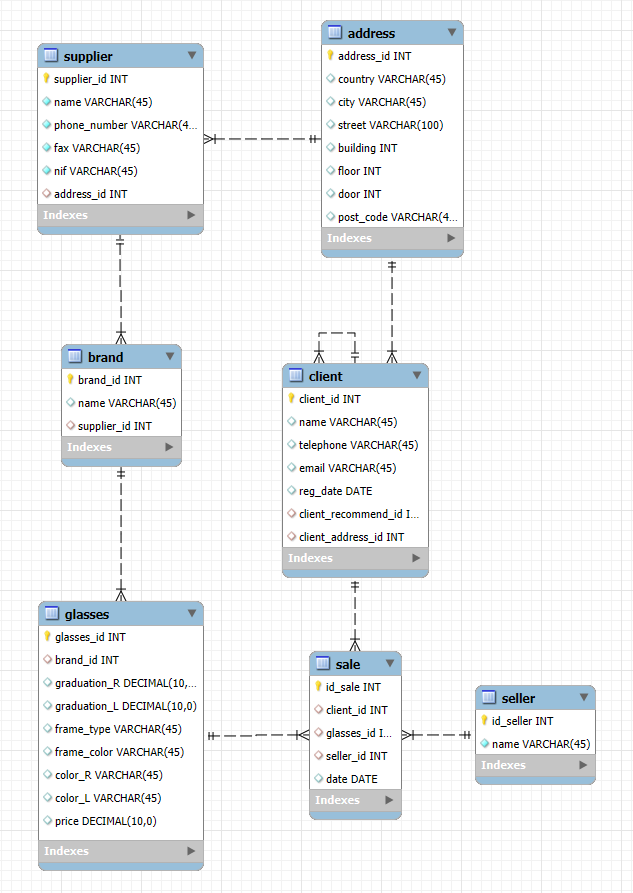 supplier
supplier_id INT
name VARCHAR(45)
phone_number VARCHAR(4...
fax VARCHAR(45)
nif VARCHAR(45)
address_id INT
Indexes
address
address_id INT
country VARCHAR(45)
city VARCHAR(45)
street VARCHAR(100)
building INT
floor INT
door INT
post_code VARCHAR(4...
Indexes
brand
brand_id INT
name VARCHAR(45)
supplier_id INT
Indexes
client
client_id INT
name VARCHAR(45)
telephone VARCHAR(45)
email VARCHAR(45)
reg_date DATE
client_recommend_id I...
client_address_id INT
Indexes
glasses
glasses_id INT
brand_id INT
graduation_R DECIMAL(10,...
graduation_L DECIMAL(10,0)
frame_type VARCHAR(45)
frame_color VARCHAR(45)
color_R VARCHAR(45)
color_L VARCHAR(45)
price DECIMAL(10,0)
Indexes
sale
id_sale INT
client_id INT
glasses_id I...
seller_id INT
date DATE
Indexes
seller
id_seller INT
name VARCHAR(45)
Indexes